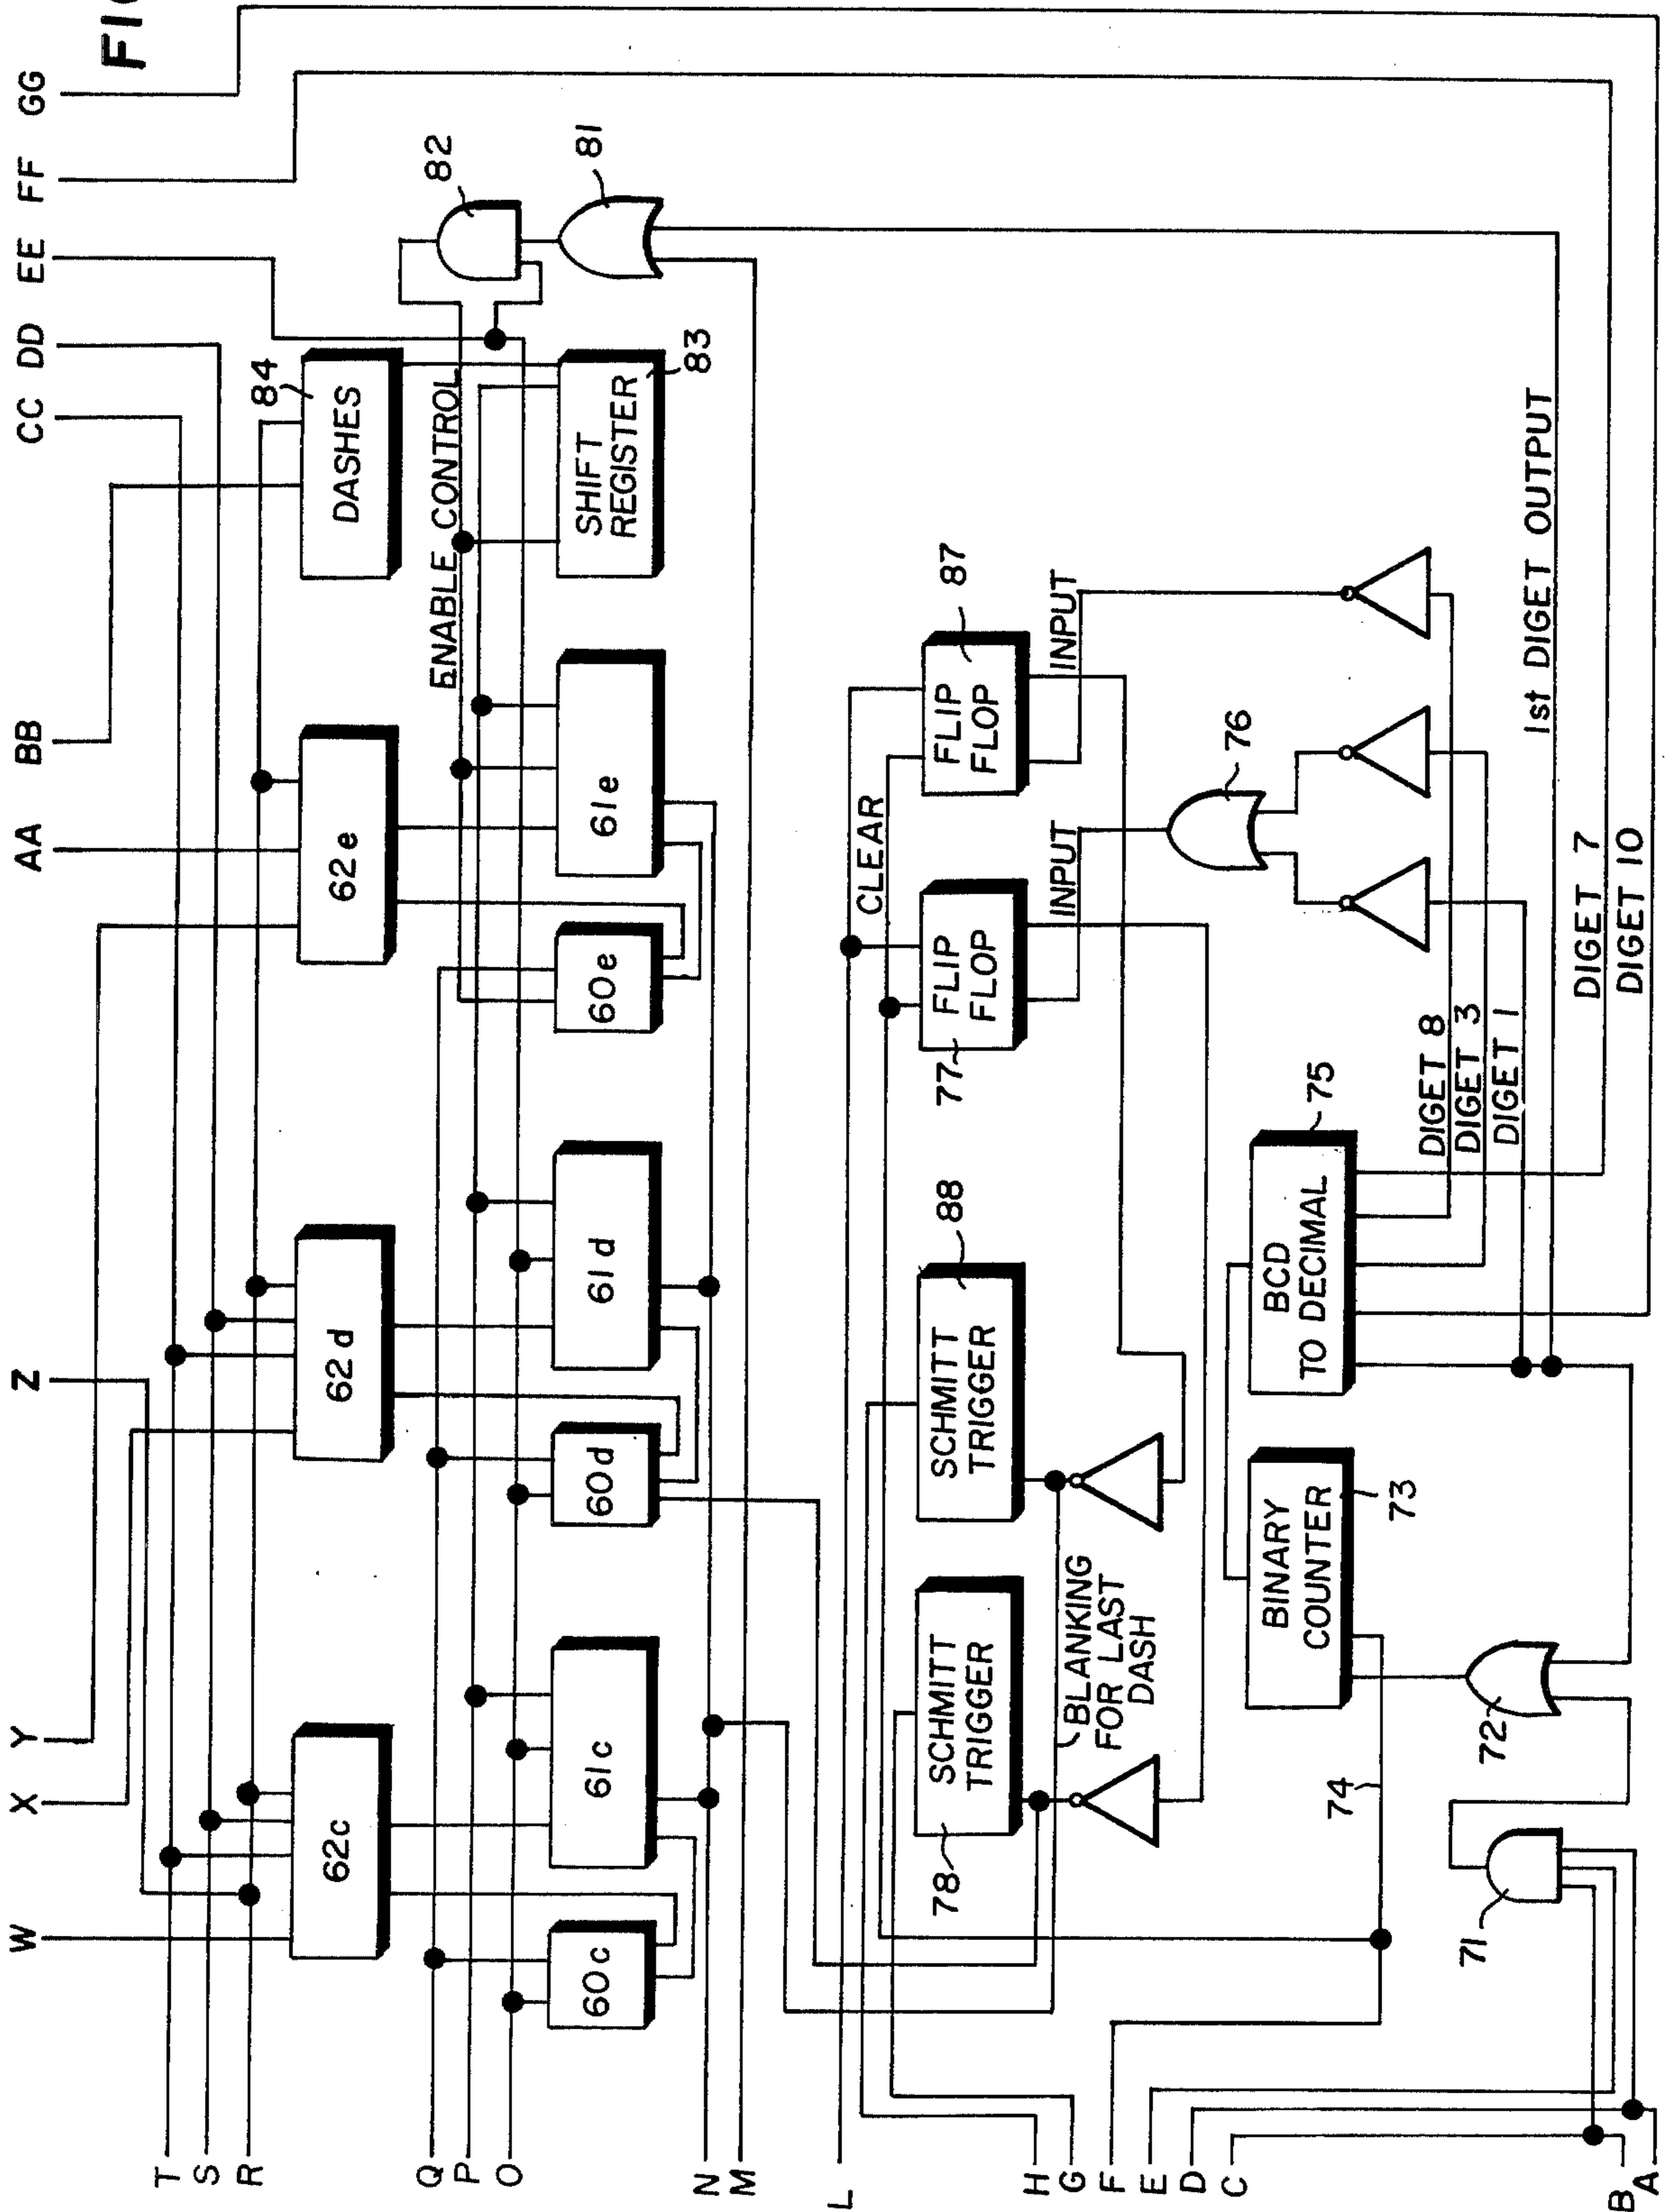 FIG
W
X
Y
Z
AA
BB
CC
DD
EE
FF
GG
T
S
R
62c
62d
62e
DASHES
84
82
81
ENABLE CONTROL
Q
P
O
60c
61c
60d
61d
60e
61e
SHIFT
REGISTER
83
N
M
L
CLEAR
78
SCHMITT
TRIGGER
SCHMITT
TRIGGER
88
77
FLIP
FLOP
FLIP
FLOP
87
INPUT
INPUT
H
G
F
E
D
C
B
A
BLANKING
FOR LAST
DASH
76
74
BINARY
COUNTER
73
BCD
TO DECIMAL
75
71
72
DIGET 8
DIGET 3
DIGET 1
1st DIGET OUTPUT
DIGET 7
DIGET 10